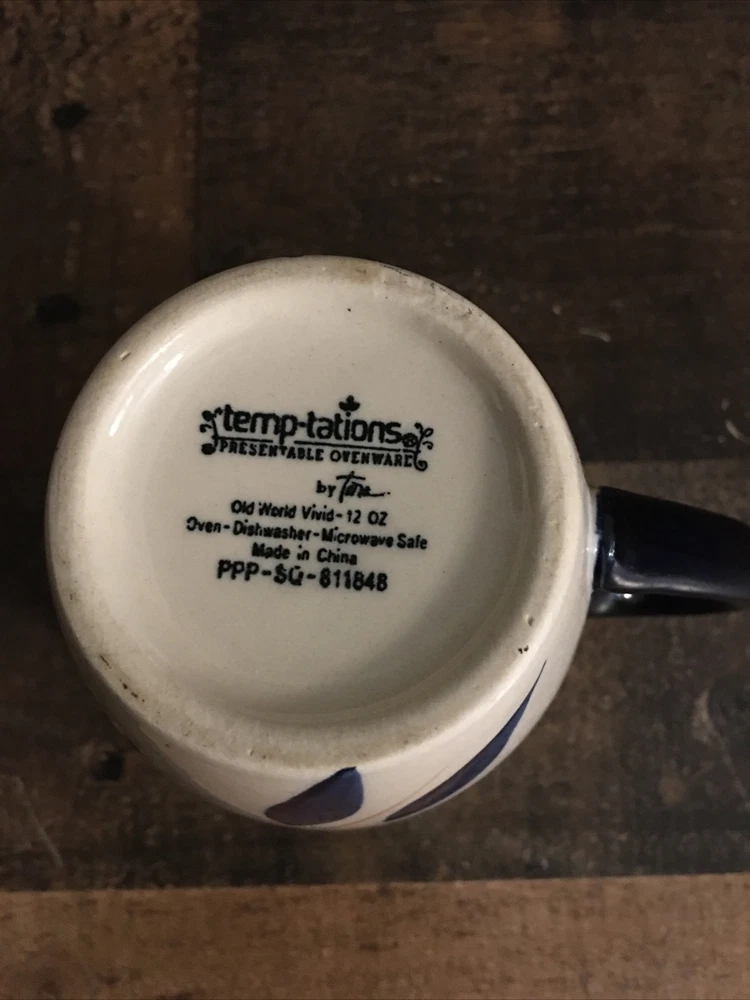 temp-tations
PRESENTABLE OVENWARE
by Tara
Old World Vivid-12 OZ
Oven-Dishwasher-Microwave Safe
Made in China
PPP-SG-811848